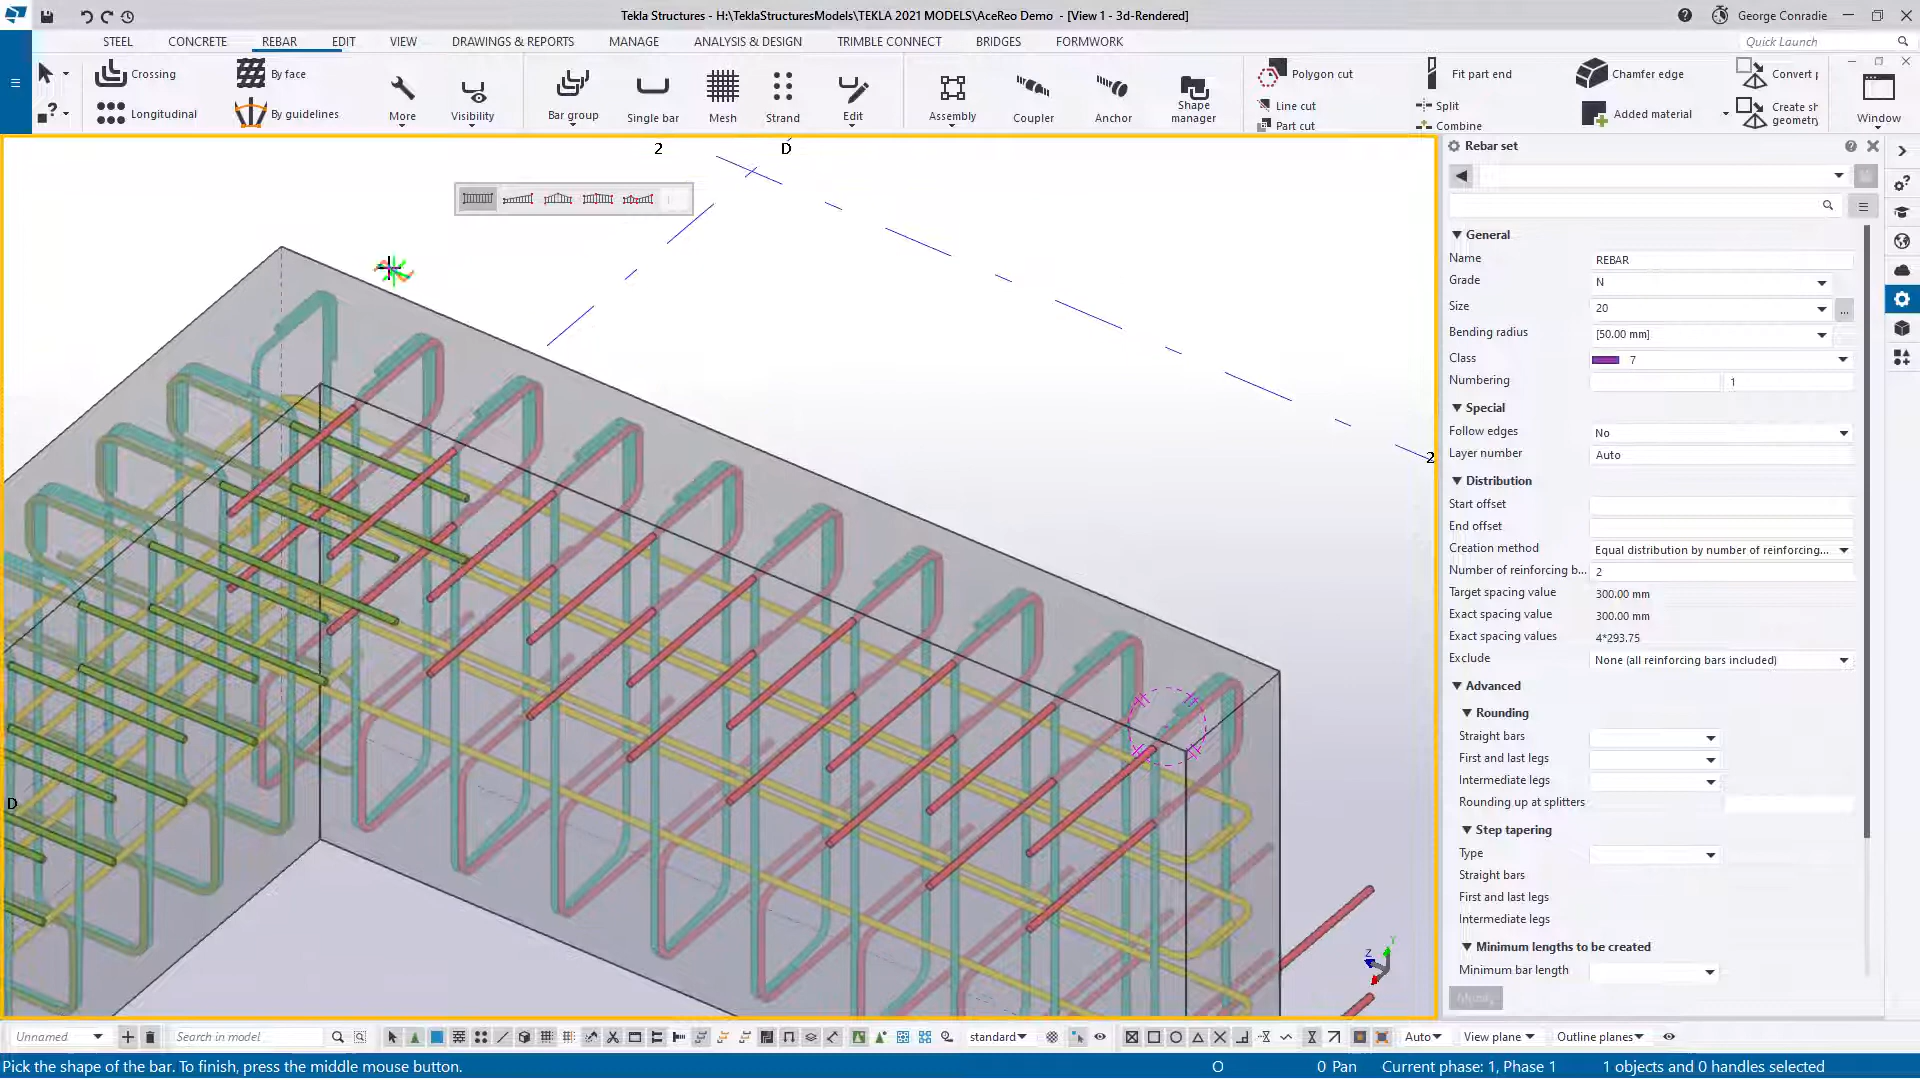 Tekla Structures - H:\TeklaStructuresModels\TEKLA 2021 MODELS\AceReo Demo - [View 1 - 3d-Rendered]
George Conradie
STEEL CONCRETE REBAR EDIT VIEW DRAWINGS & REPORTS MANAGE ANALYSIS & DESIGN TRIMBLE CONNECT BRIDGES FORMWORK
Quick Launch
Crossing
Longitudinal
By face
By guidelines
More
Visibility
Bar group
Single bar
Mesh
Strand
Edit
Assembly
Coupler
Anchor
Shape manager
Polygon cut
Line cut
Part cut
Fit part end
Split
Combine
Chamfer edge
Added material
Convert p
Create sh
geometry
Window
2
D
2
D
Z
Y
Rebar set
General
Name REBAR
Grade N
Size 20 ...
Bending radius [50.00 mm]
Class 7
Numbering 1
Special
Follow edges No
Layer number Auto
Distribution
Start offset
End offset
Creation method Equal distribution by number of reinforcing...
Number of reinforcing b... 2
Target spacing value 300.00 mm
Exact spacing value 300.00 mm
Exact spacing values 4*293.75
Exclude None (all reinforcing bars included)
Advanced
Rounding
Straight bars
First and last legs
Intermediate legs
Rounding up at splitters
Step tapering
Type
Straight bars
First and last legs
Intermediate legs
Minimum lengths to be created
Minimum bar length
Modify
Unnamed
Search in model
standard
Auto
View plane
Outline planes
Pick the shape of the bar. To finish, press the middle mouse button.
O
0 Pan
Current phase: 1, Phase 1
1 objects and 0 handles selected